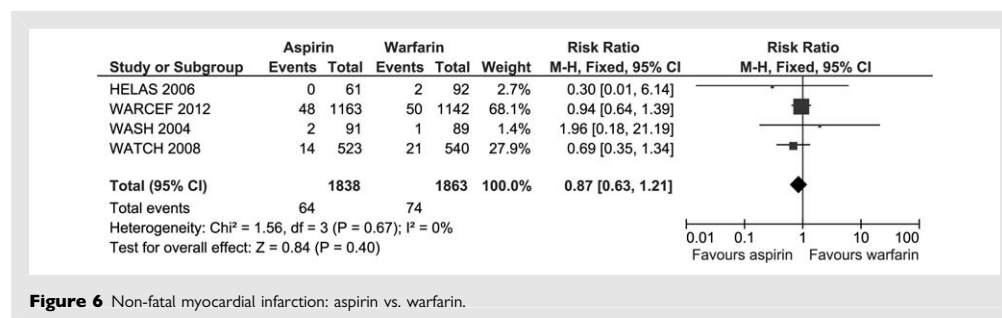 Aspirin Warfarin Risk Ratio Risk Ratio
Study or Subgroup Events Total Events Total Weight M-H, Fixed, 95% CI M-H, Fixed, 95% CI
HELAS 2006 0 61 2 92 2.7% 0.30 [0.01, 6.14]
WARCEF 2012 48 1163 50 1142 68.1% 0.94 [0.64, 1.39]
WASH 2004 2 91 1 89 1.4% 1.96 [0.18, 21.19]
WATCH 2008 14 523 21 540 27.9% 0.69 [0.35, 1.34]
Total (95% CI) 1838 1863 100.0% 0.87 [0.63, 1.21]
Total events 64 74
Heterogeneity: Chi² = 1.56, df = 3 (P = 0.67); I² = 0%
Test for overall effect: Z = 0.84 (P = 0.40)
0.01 0.1 1 10 100
Favours aspirin Favours warfarin
Figure 6 Non-fatal myocardial infarction: aspirin vs. warfarin.